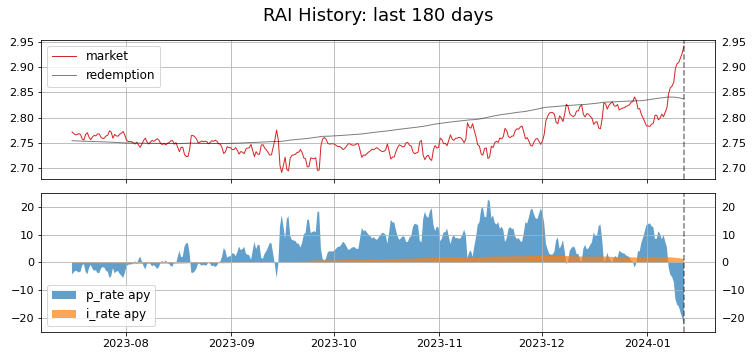 RAI History: last 180 days
2.95 2.95
market
2.90 2.90
redemption
2.85 2.85
2.80 2.80
2.75 2.75
2.70 2.70
20 20
10 10
0 0
−10 −10
p_rate apy
−20 −20
i_rate apy
2023-08 2023-09 2023-10 2023-11 2023-12 2024-01